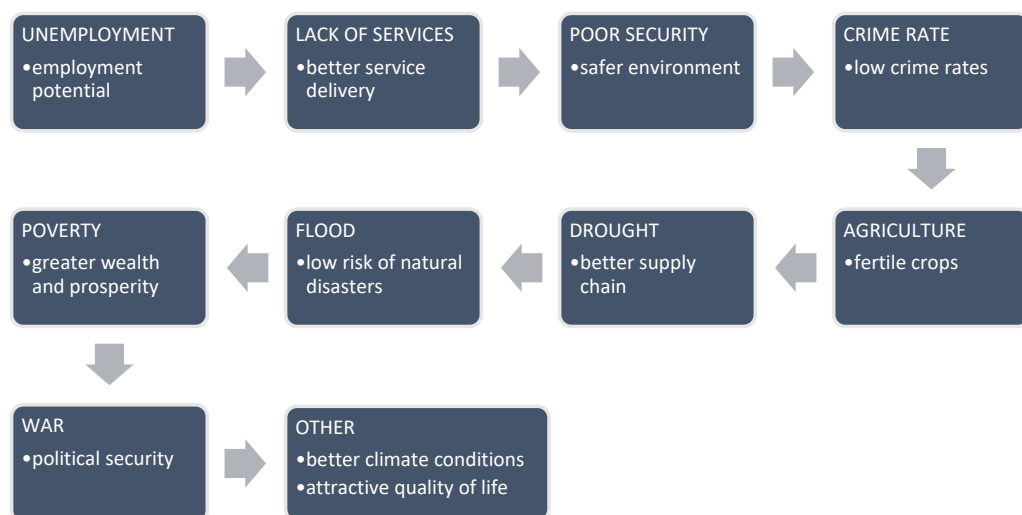 UNEMPLOYMENT
•employment
potential
LACK OF SERVICES
•better service
delivery
POOR SECURITY
•safer environment
CRIME RATE
•low crime rates
AGRICULTURE
•fertile crops
DROUGHT
•better supply
chain
FLOOD
•low risk of natural
disasters
POVERTY
•greater wealth
and prosperity
WAR
•political security
OTHER
•better climate conditions
•attractive quality of life